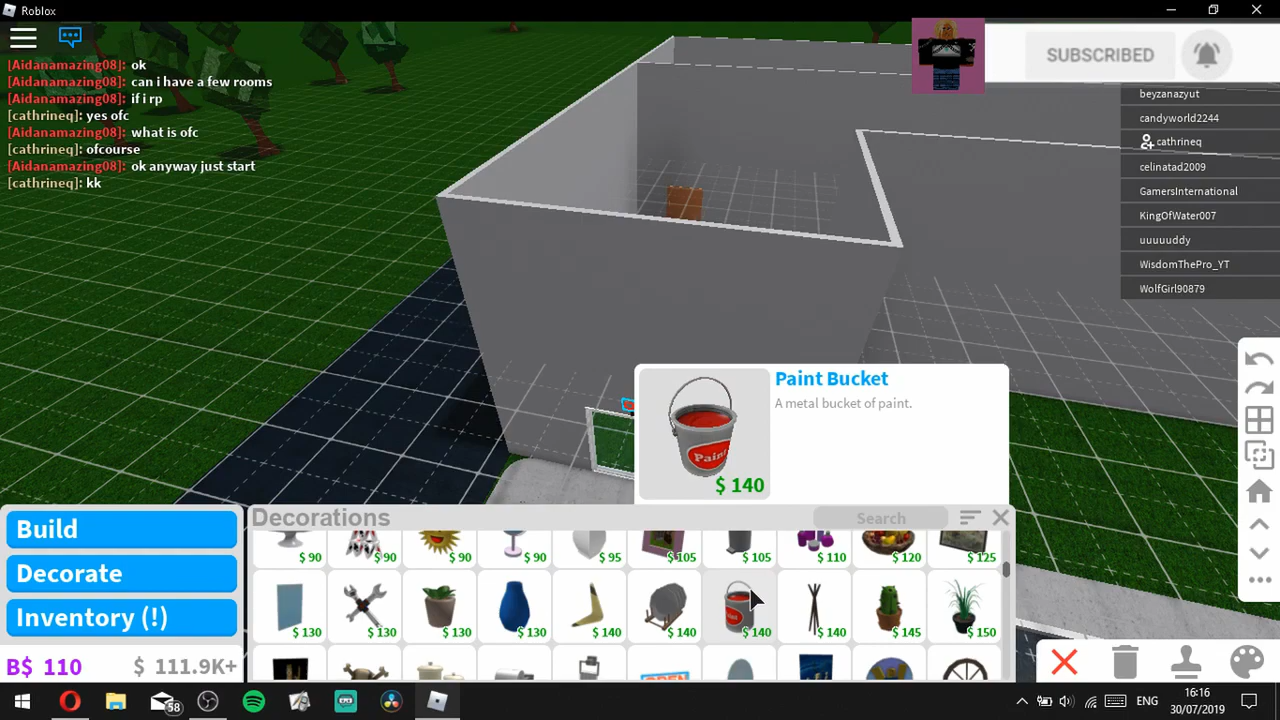 Roblox
SUBSCRIBED
[Aidanamazing08]: ok
[Aidanamazing08]: can i have a few rooms
[Aidanamazing08]: if i rp
[cathrineq]: yes ofc
[Aidanamazing08]: what is ofc
[cathrineq]: ofcourse
[Aidanamazing08]: ok anyway just start
[cathrineq]: kk
beyzanazyut
candyworld2244
cathrineq
celinatad2009
GamersInternational
KingOfWater007
uuuuuddy
WisdomThePro_YT
WolfGirl90879
Paint Bucket
A metal bucket of paint.
Paint
$ 140
Build
Decorate
Inventory (!)
B$ 110 $ 111.9K+
Decorations Search
$ 90 $ 90 $ 90 $ 90 $ 95 $ 105 $ 105 $ 110 $ 120 $ 125
$ 130 $ 130 $ 130 $ 130 $ 140 $ 140 $ 140 $ 140 $ 145 $ 150
OPEN
58
ENG
16:16
30/07/2019